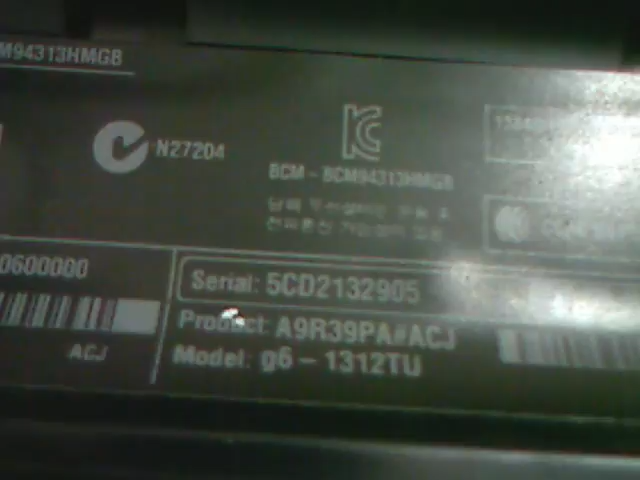 M94313HMGB
N27204
BCM - BCM94313HMGB
0600000
Serial: 5CD2132905
Product: A9R39PA#ACJ
ACJ
Model: g6 - 1312TU